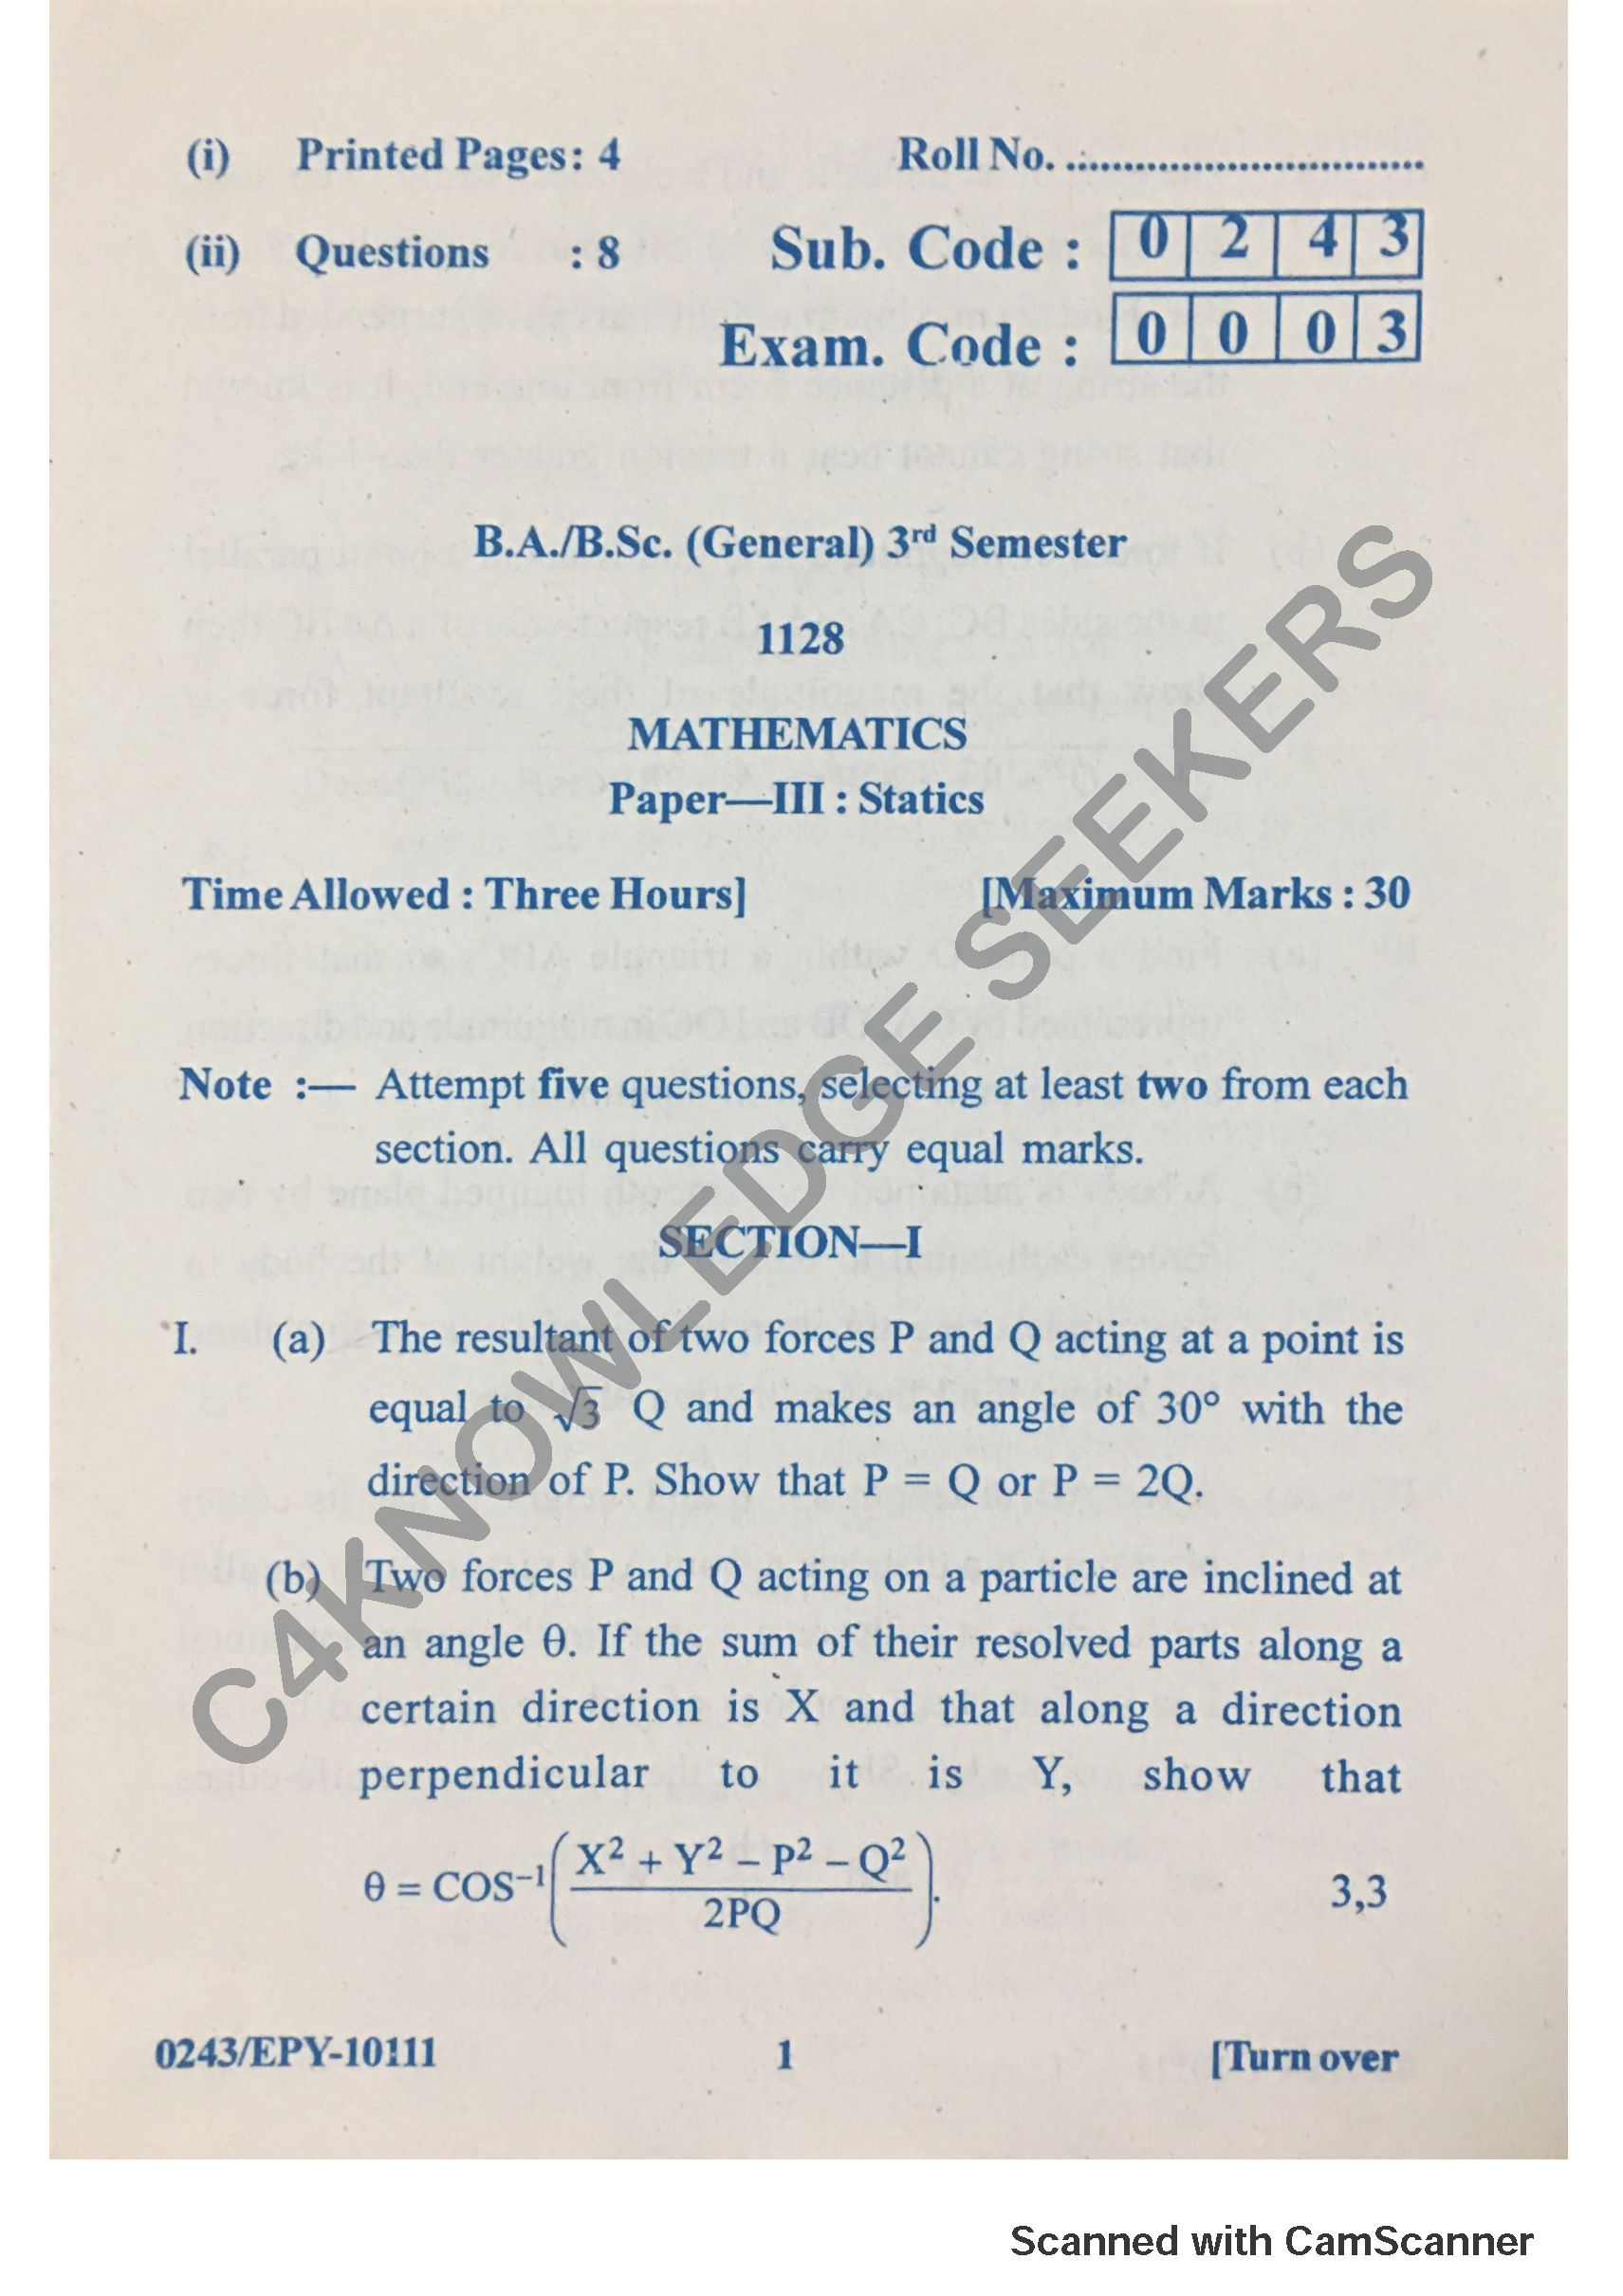 (i) Printed Pages: 4 Roll No. ................................
(ii) Questions : 8 Sub. Code : 0 2 4 3
Exam. Code : 0 0 0 3
B.A./B.Sc. (General) 3rd Semester
1128
MATHEMATICS
Paper—III : Statics
Time Allowed : Three Hours] [Maximum Marks : 30
Note :— Attempt five questions, selecting at least two from each
section. All questions carry equal marks.
SECTION—I
I. (a) The resultant of two forces P and Q acting at a point is
equal to √3 Q and makes an angle of 30° with the
direction of P. Show that P = Q or P = 2Q.
(b) Two forces P and Q acting on a particle are inclined at
an angle θ. If the sum of their resolved parts along a
certain direction is X and that along a direction
perpendicular to it is Y, show that
θ = COS⁻¹((X² + Y² – P² – Q²)/2PQ). 3,3
0243/EPY-10111 1 [Turn over
C4KNOWLEDGE SEEKERS
Scanned with CamScanner